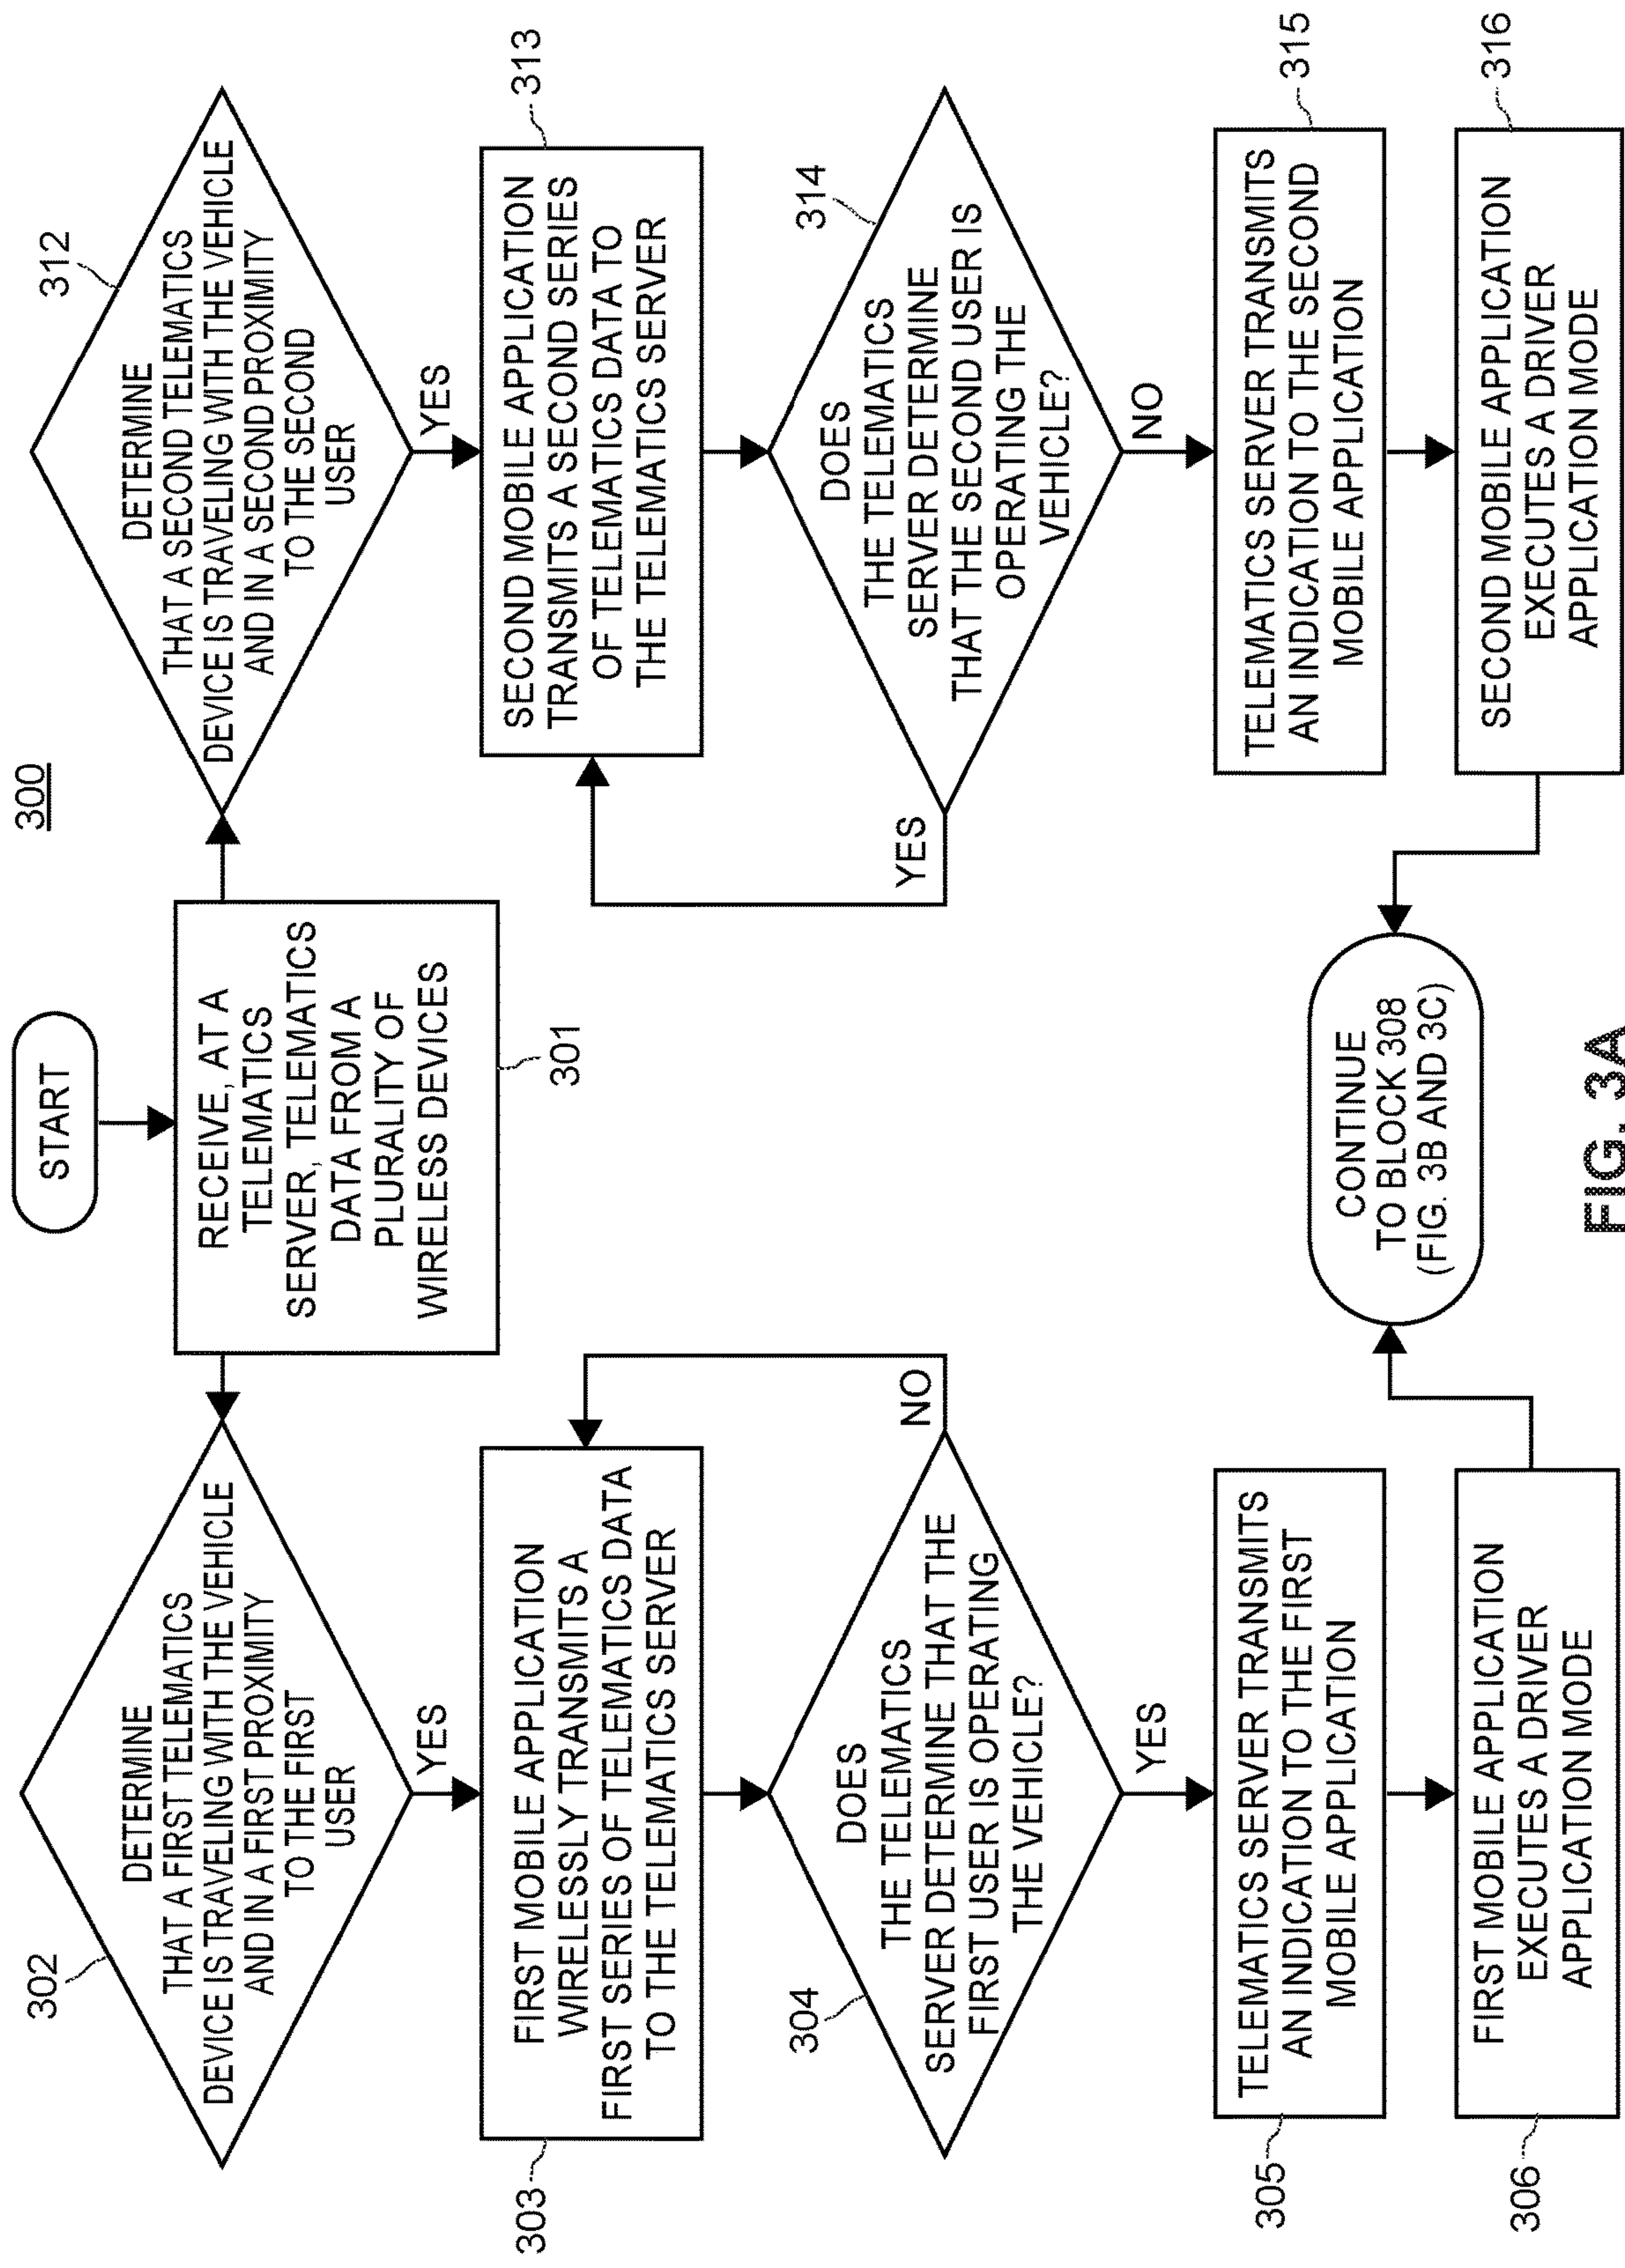 300
START
RECEIVE, AT A
TELEMATICS
SERVER, TELEMATICS
DATA FROM A
PLURALITY OF
WIRELESS DEVICES
301
302
DETERMINE
THAT A FIRST TELEMATICS
DEVICE IS TRAVELING WITH THE VEHICLE
AND IN A FIRST PROXIMITY
TO THE FIRST
USER
YES
303
FIRST MOBILE APPLICATION
WIRELESSLY TRANSMITS A
FIRST SERIES OF TELEMATICS DATA
TO THE TELEMATICS SERVER
304
DOES
THE TELEMATICS
SERVER DETERMINE THAT THE
FIRST USER IS OPERATING
THE VEHICLE?
NO
YES
305
TELEMATICS SERVER TRANSMITS
AN INDICATION TO THE FIRST
MOBILE APPLICATION
306
FIRST MOBILE APPLICATION
EXECUTES A DRIVER
APPLICATION MODE
312
DETERMINE
THAT A SECOND TELEMATICS
DEVICE IS TRAVELING WITH THE VEHICLE
AND IN A SECOND PROXIMITY
TO THE SECOND
USER
YES
313
SECOND MOBILE APPLICATION
TRANSMITS A SECOND SERIES
OF TELEMATICS DATA TO
THE TELEMATICS SERVER
314
DOES
THE TELEMATICS
SERVER DETERMINE
THAT THE SECOND USER IS
OPERATING THE
VEHICLE?
YES
NO
315
TELEMATICS SERVER TRANSMITS
AN INDICATION TO THE SECOND
MOBILE APPLICATION
316
SECOND MOBILE APPLICATION
EXECUTES A DRIVER
APPLICATION MODE
CONTINUE
TO BLOCK 308
(FIG. 3B AND 3C)
FIG. 3A